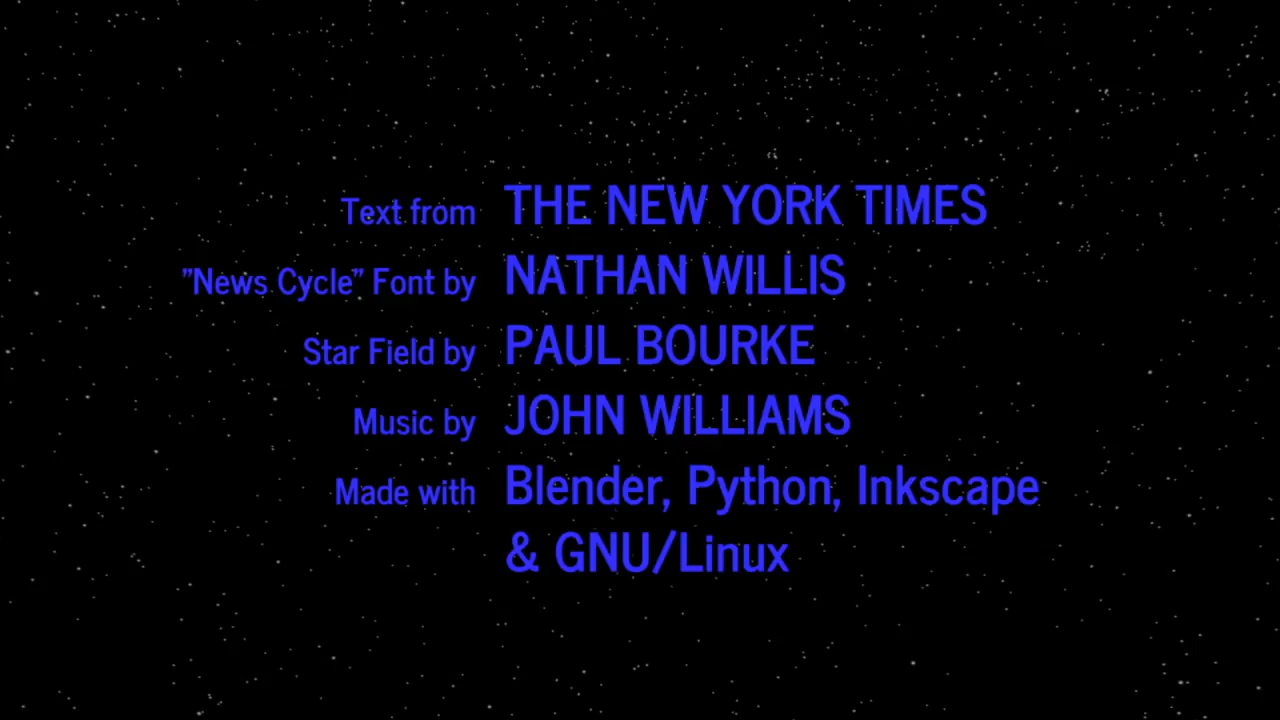 Text from THE NEW YORK TIMES
"News Cycle" Font by NATHAN WILLIS
Star Field by PAUL BOURKE
Music by JOHN WILLIAMS
Made with Blender, Python, Inkscape
& GNU/Linux